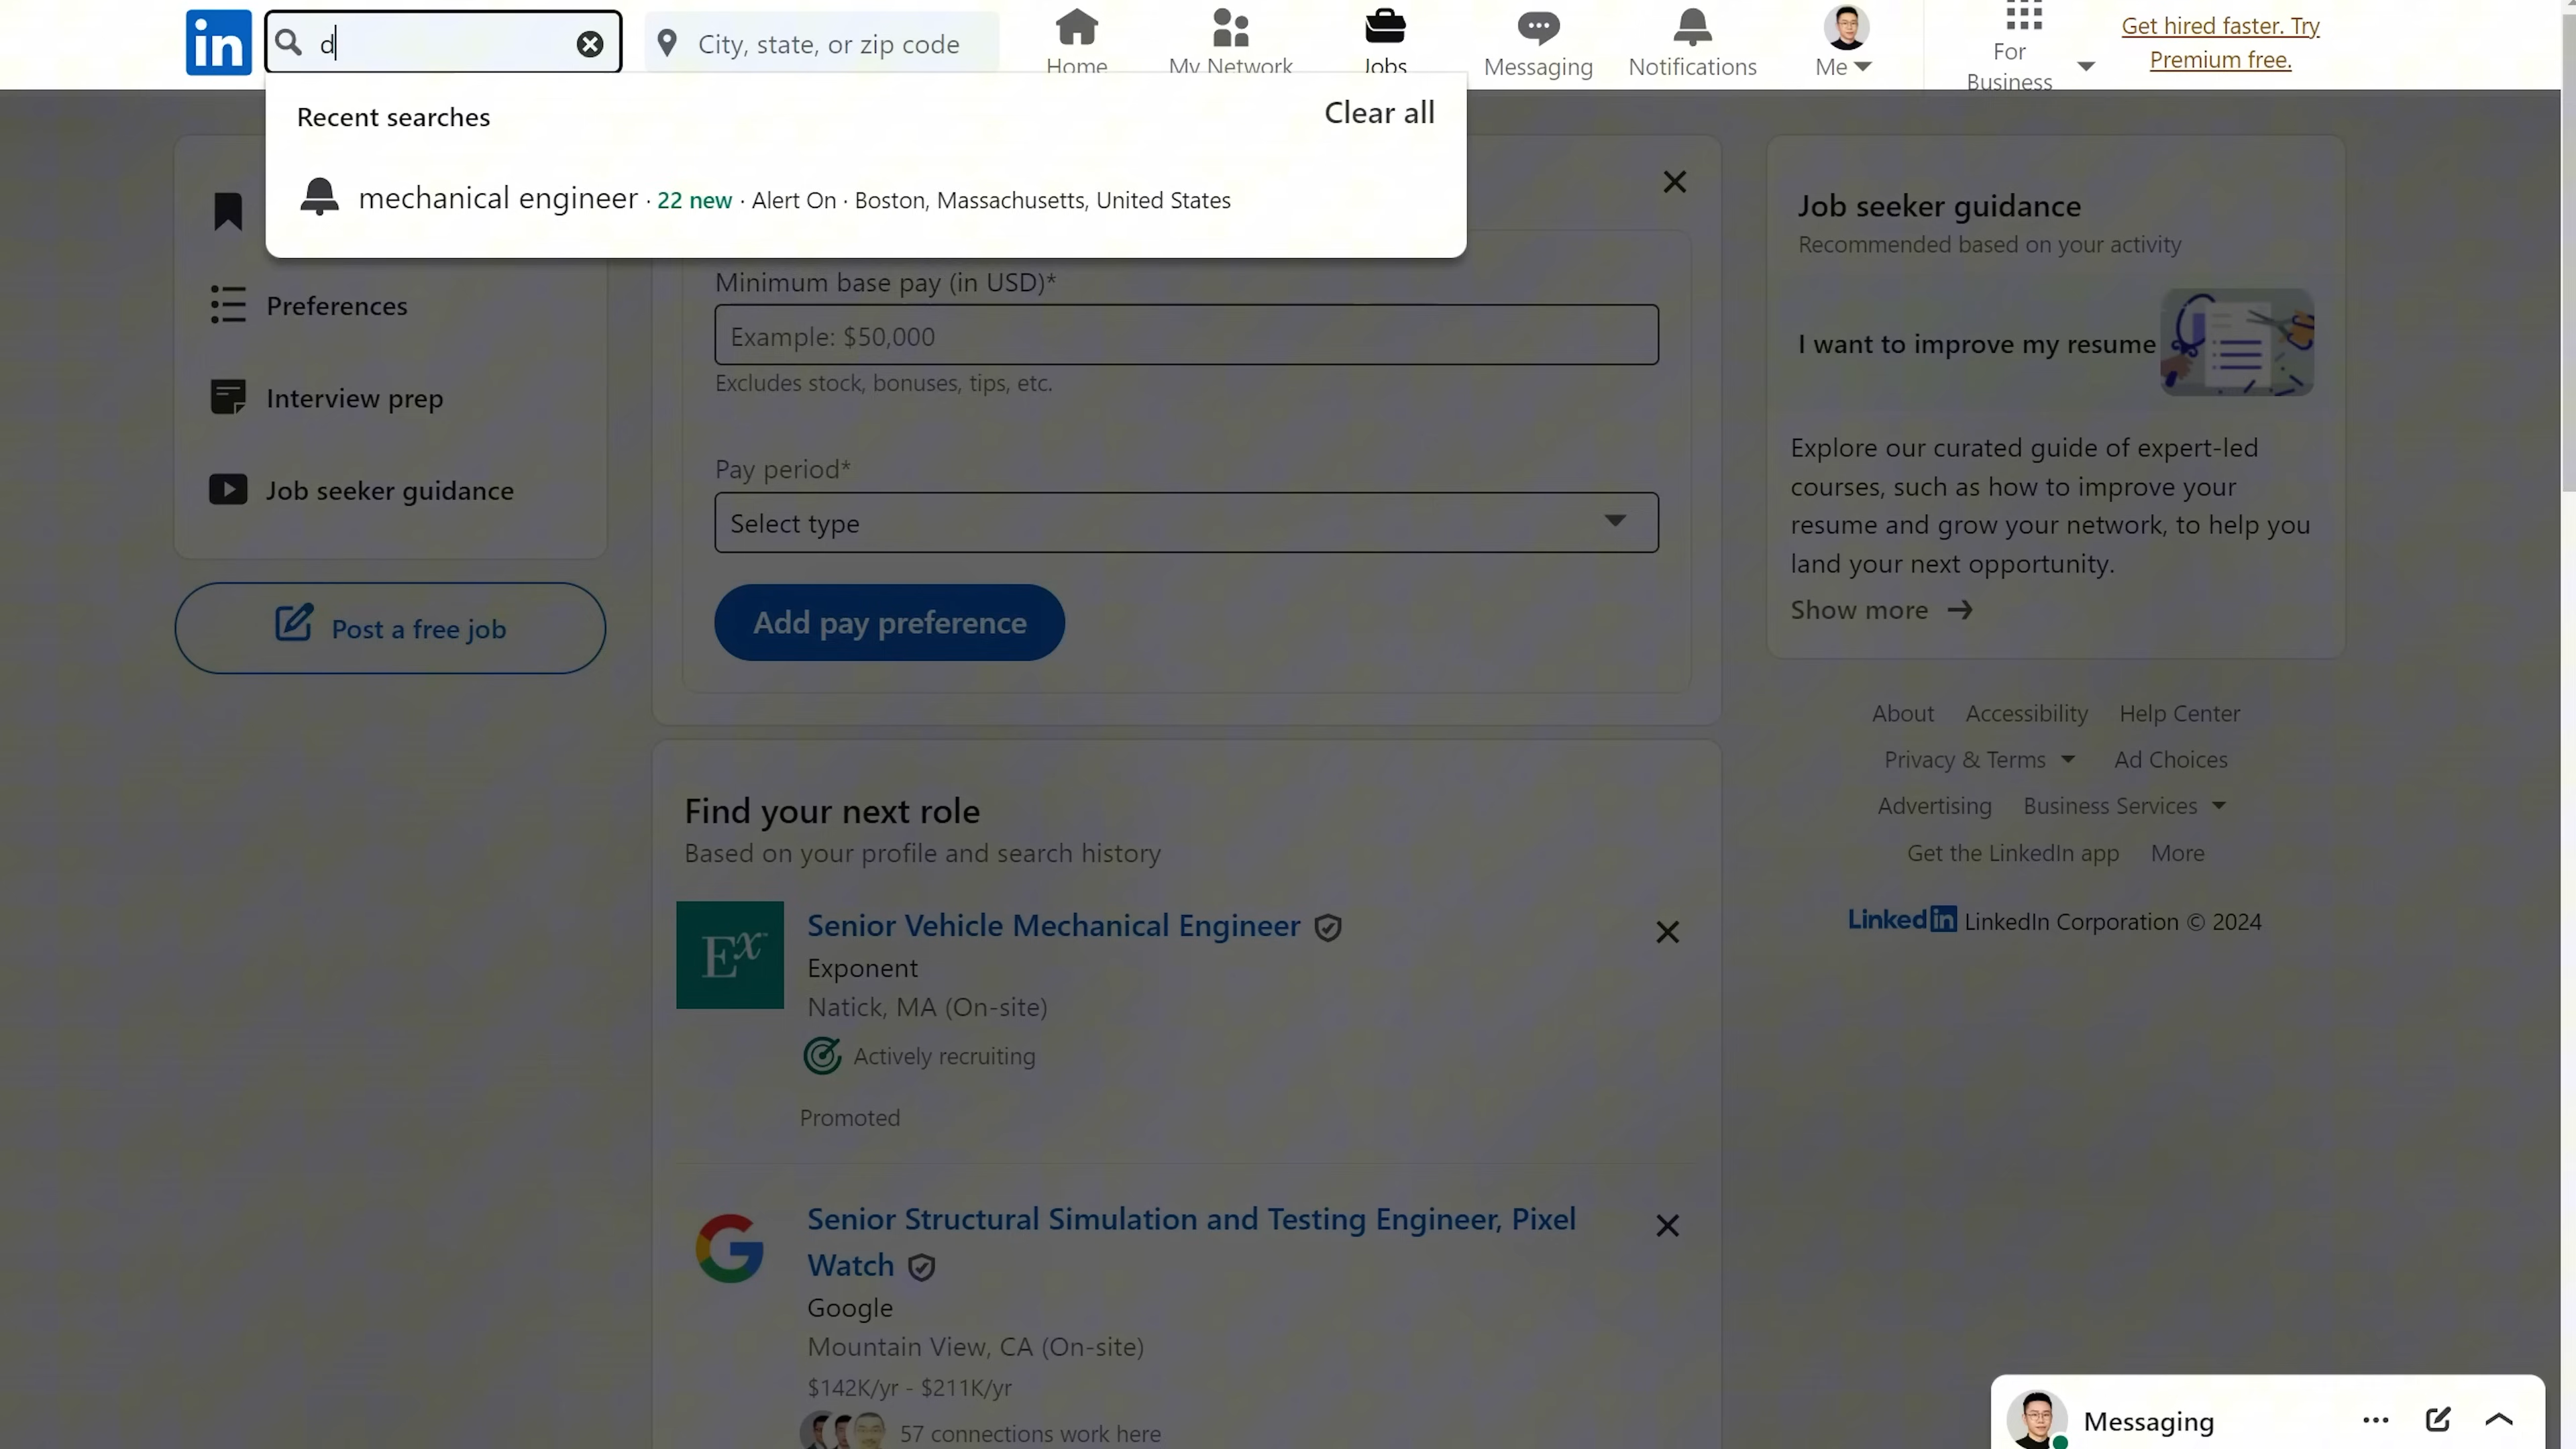 in
d
City, state, or zip code
Home
My Network
Jobs
Messaging
Notifications
Me
For
Business
Get hired faster. Try
Premium free.
Recent searches
Clear all
mechanical engineer · 22 new · Alert On · Boston, Massachusetts, United States
Preferences
Interview prep
Job seeker guidance
Post a free job
Minimum base pay (in USD)*
Example: $50,000
Excludes stock, bonuses, tips, etc.
Pay period*
Select type
Add pay preference
Find your next role
Based on your profile and search history
Ex
Senior Vehicle Mechanical Engineer
Exponent
Natick, MA (On-site)
Actively recruiting
Promoted
Senior Structural Simulation and Testing Engineer, Pixel
Watch
Google
Mountain View, CA (On-site)
$142K/yr - $211K/yr
57 connections work here
Job seeker guidance
Recommended based on your activity
I want to improve my resume
Explore our curated guide of expert-led
courses, such as how to improve your
resume and grow your network, to help you
land your next opportunity.
Show more
About Accessibility Help Center
Privacy & Terms Ad Choices
Advertising Business Services
Get the LinkedIn app More
LinkedIn LinkedIn Corporation © 2024
Messaging